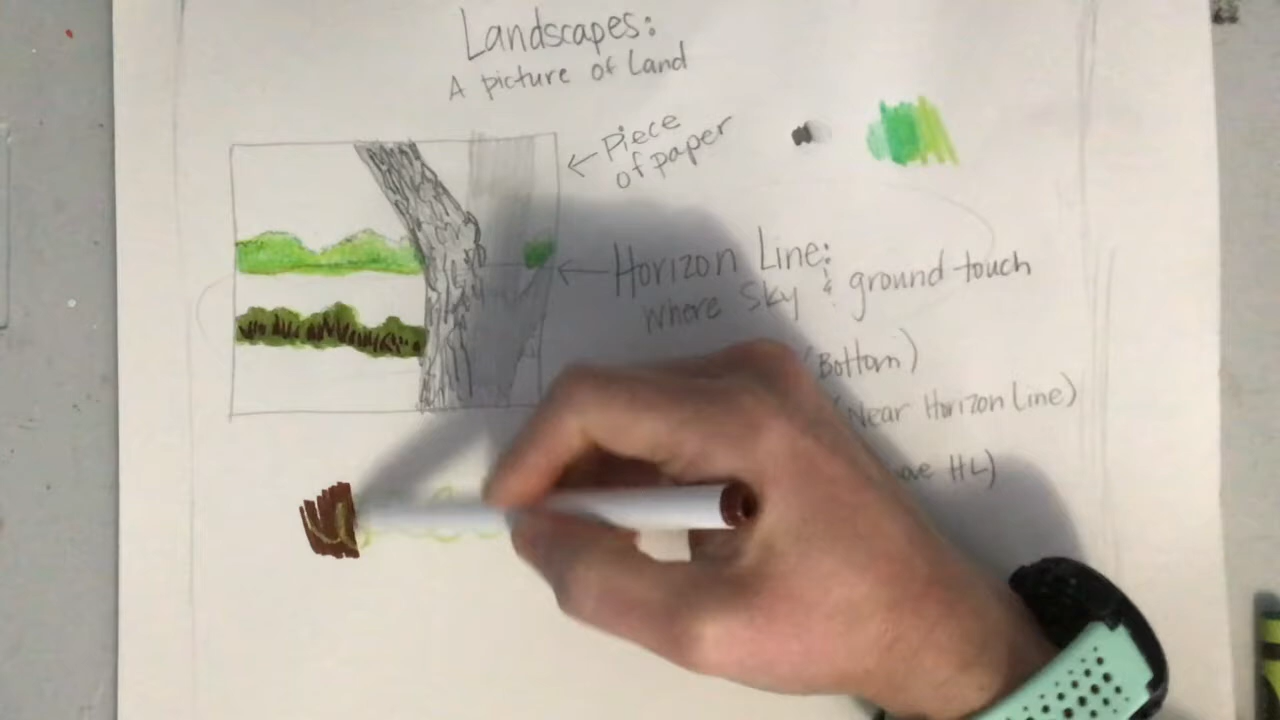 Landscapes:
A picture of Land
← Piece
of paper
← Horizon Line:
where Sky & ground touch
(Bottom)
(Near Horizon Line)
HL)